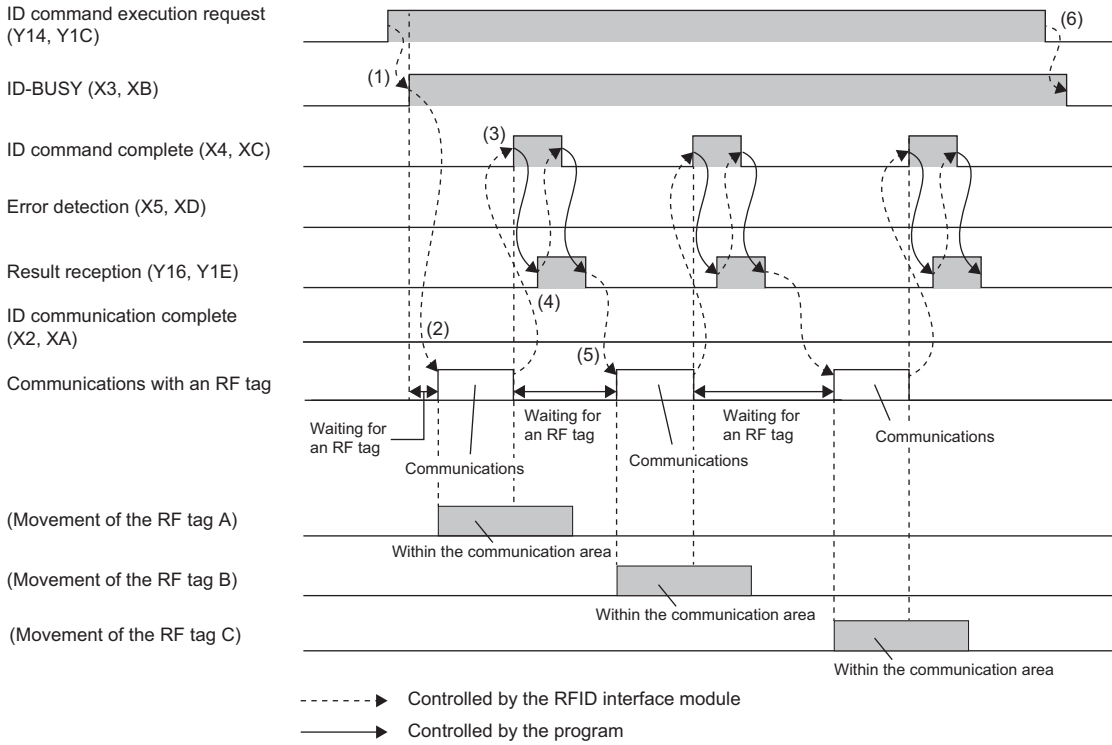 ID command execution request
(Y14, Y1C)
(6)
(1)
ID-BUSY (X3, XB)
(3)
ID command complete (X4, XC)
Error detection (X5, XD)
Result reception (Y16, Y1E)
(4)
ID communication complete
(X2, XA)
(2)
(5)
Communications with an RF tag
Waiting for
an RF tag
Waiting for
an RF tag
Waiting for
an RF tag
Communications
Communications
Communications
(Movement of the RF tag A)
Within the communication area
(Movement of the RF tag B)
Within the communication area
(Movement of the RF tag C)
Within the communication area
Controlled by the RFID interface module
Controlled by the program